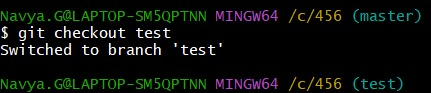 Navya.G@LAPTOP-SM5QPTNN MINGW64 /c/456 (master)
$ git checkout test
Switched to branch 'test'
Navya.G@LAPTOP-SM5QPTNN MINGW64 /c/456 (test)